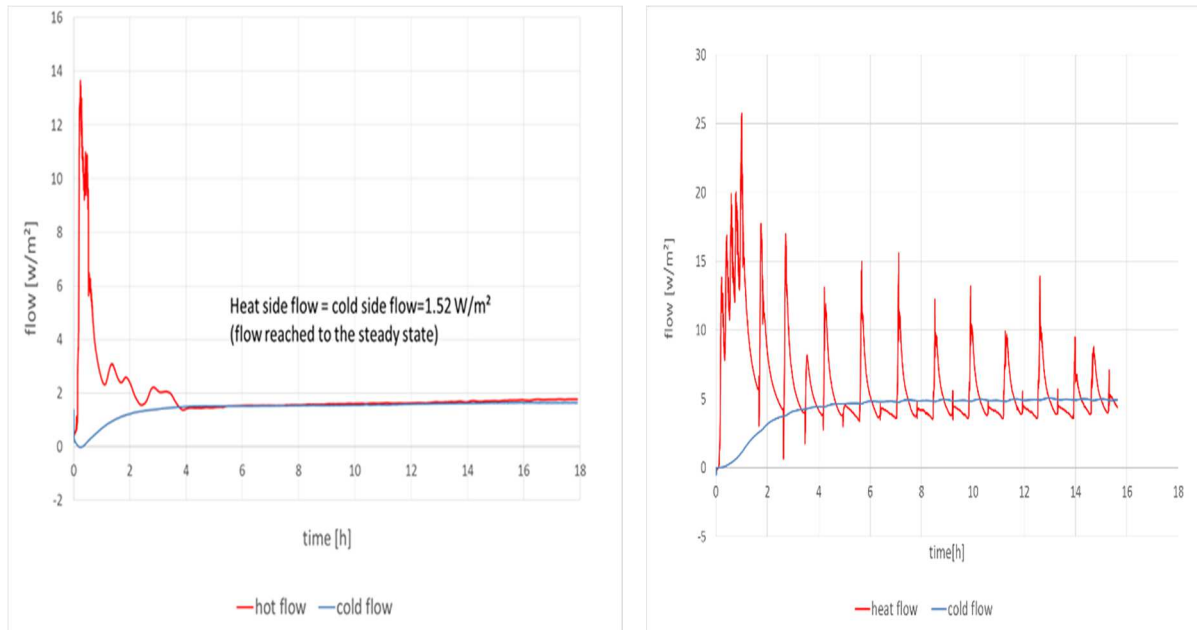 16
14
12
10
8
6
4
2
0
-2
flow [w/m²]
Heat side flow = cold side flow=1.52 W/m²
(flow reached to the steady state)
0 2 4 6 8 10 12 14 16 18
time [h]
hot flow cold flow
30
25
20
15
10
5
0
-5
flow [w/m²]
0 2 4 6 8 10 12 14 16 18
time[h]
heat flow cold flow